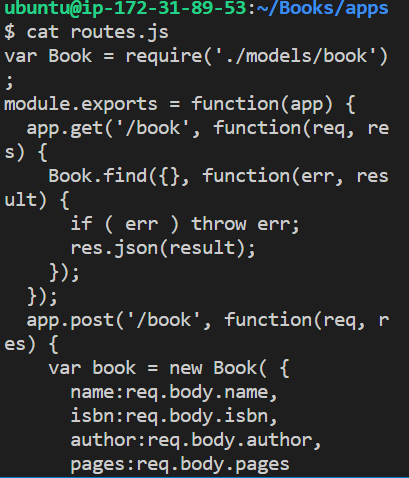 ubuntu@ip-172-31-89-53:~/Books/apps
$ cat routes.js
var Book = require('./models/book')
;
module.exports = function(app) {
  app.get('/book', function(req, re
s) {
    Book.find({}, function(err, res
ult) {
      if ( err ) throw err;
      res.json(result);
    });
  });
  app.post('/book', function(req, r
es) {
    var book = new Book( {
      name:req.body.name,
      isbn:req.body.isbn,
      author:req.body.author,
      pages:req.body.pages